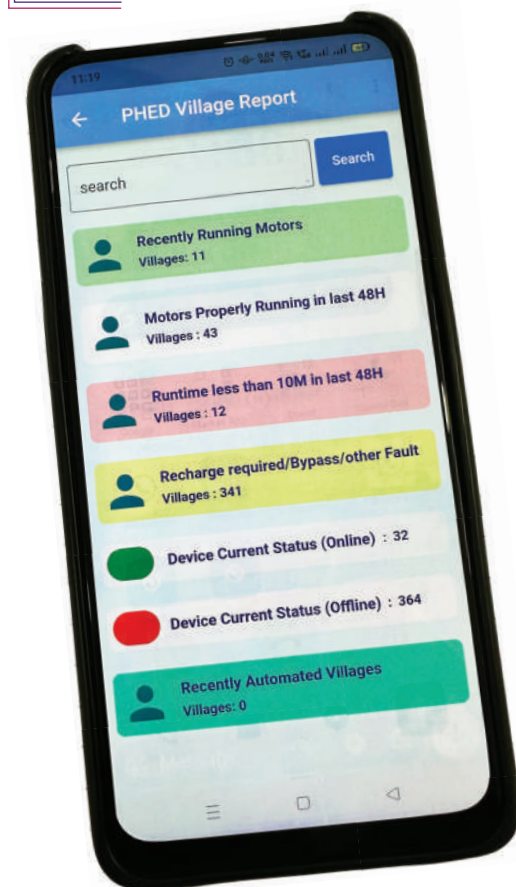 11:19
PHED Village Report
search
Search
Recently Running Motors
Villages: 11
Motors Properly Running in last 48H
Villages : 43
Runtime less than 10M in last 48H
Villages : 12
Recharge required/Bypass/other Fault
Villages : 341
Device Current Status (Online) : 32
Device Current Status (Offline) : 364
Recently Automated Villages
Villages: 0